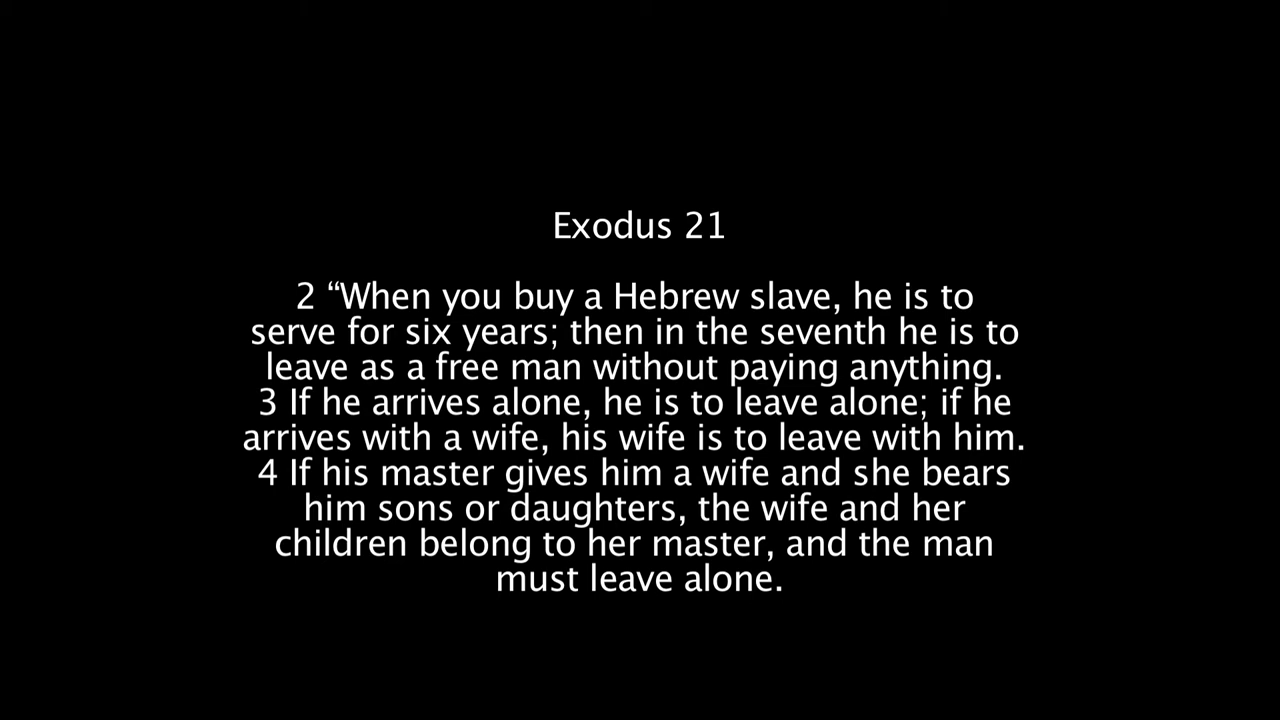 Exodus 21
2 “When you buy a Hebrew slave, he is to
serve for six years; then in the seventh he is to
leave as a free man without paying anything.
3 If he arrives alone, he is to leave alone; if he
arrives with a wife, his wife is to leave with him.
4 If his master gives him a wife and she bears
him sons or daughters, the wife and her
children belong to her master, and the man
must leave alone.